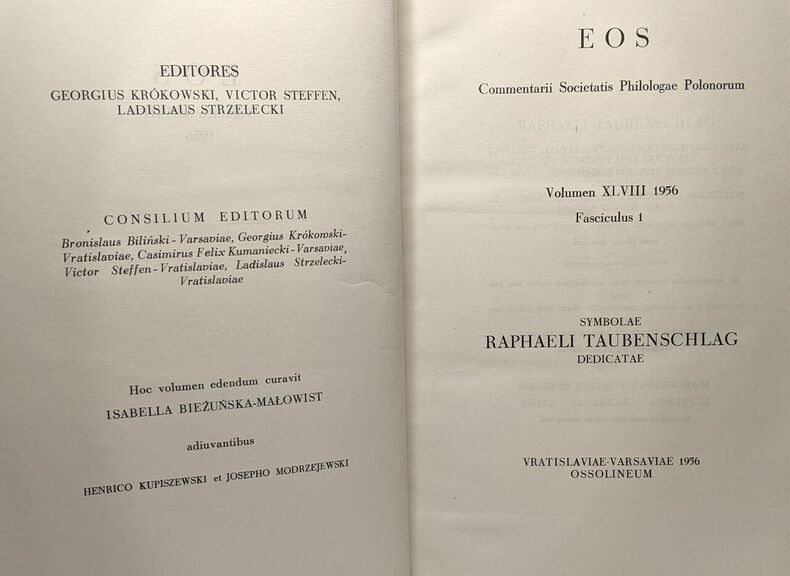 EDITORES
GEORGIUS KRÓKOWSKI, VICTOR STEFFEN,
LADISLAUS STRZELECKI
CONSILIUM EDITORUM
Bronislaus Biliński-Varsaviae, Georgius Krókowski-
Vratislaviae, Casimirus Felix Kumaniecki-Varsaviae,
Victor Steffen-Vratislaviae, Ladislaus Strzelecki-
Vratislaviae
Hoc volumen edendum curavit
ISABELLA BIEŻUŃSKA-MAŁOWIST
adiuvantibus
HENRICO KUPISZEWSKI et JOSEPHO MODRZEJEWSKI
EOS
Commentarii Societatis Philologae Polonorum
Volumen XLVIII 1956
Fasciculus 1
SYMBOLAE
RAPHAELI TAUBENSCHLAG
DEDICATAE
VRATISLAVIAE-VARSAVIAE 1956
OSSOLINEUM